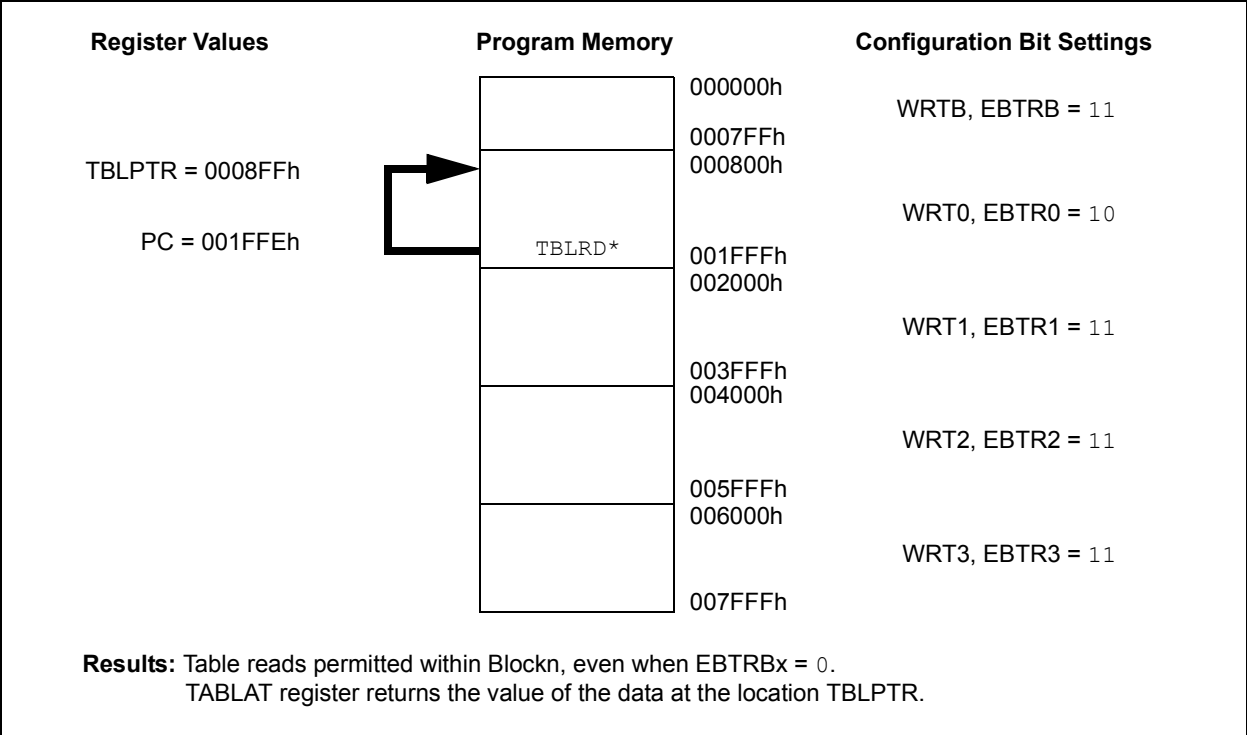 Register Values Program Memory Configuration Bit Settings
000000h
WRTB, EBTRB = 11
0007FFh
TBLPTR = 0008FFh 000800h
WRT0, EBTR0 = 10
PC = 001FFEh TBLRD* 001FFFh
002000h
WRT1, EBTR1 = 11
003FFFh
004000h
WRT2, EBTR2 = 11
005FFFh
006000h
WRT3, EBTR3 = 11
007FFFh
Results: Table reads permitted within Blockn, even when EBTRBx = 0.
TABLAT register returns the value of the data at the location TBLPTR.